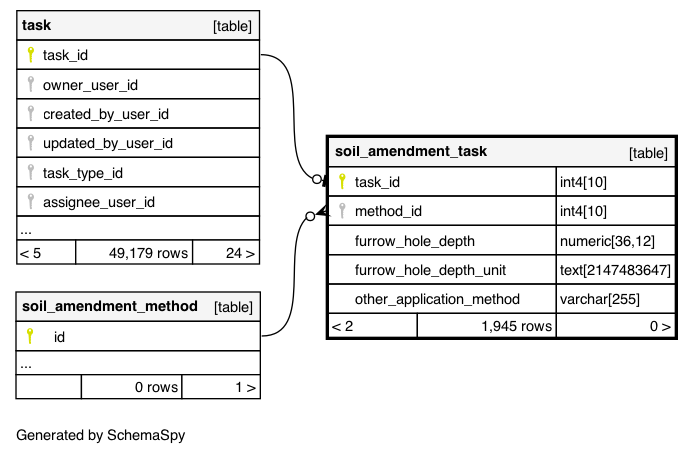 task [table]
task_id
owner_user_id
created_by_user_id
updated_by_user_id
task_type_id
assignee_user_id
...
< 5 49,179 rows 24 >
soil_amendment_method [table]
id
...
0 rows 1 >
soil_amendment_task [table]
task_id int4[10]
method_id int4[10]
furrow_hole_depth numeric[36,12]
furrow_hole_depth_unit text[2147483647]
other_application_method varchar[255]
< 2 1,945 rows 0 >
Generated by SchemaSpy